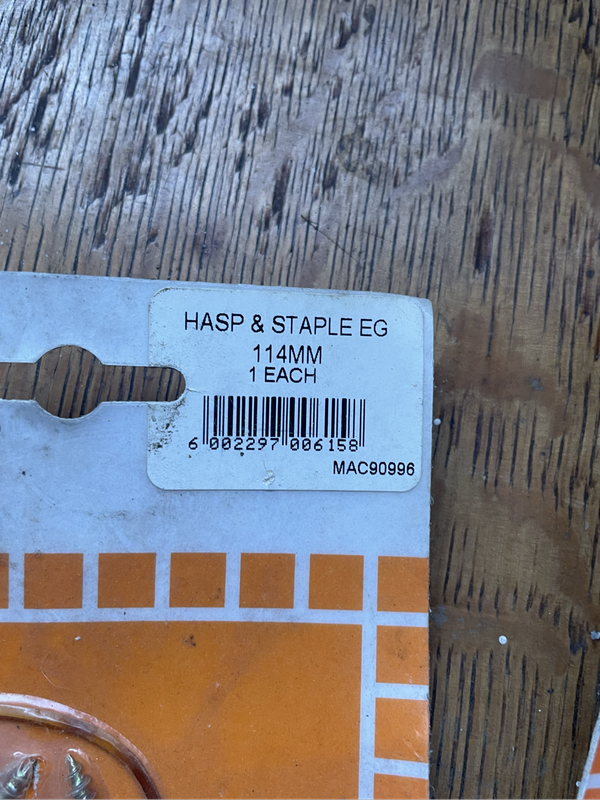 HASP & STAPLE EG
114MM
1 EACH
6 002297 006158
MAC90996